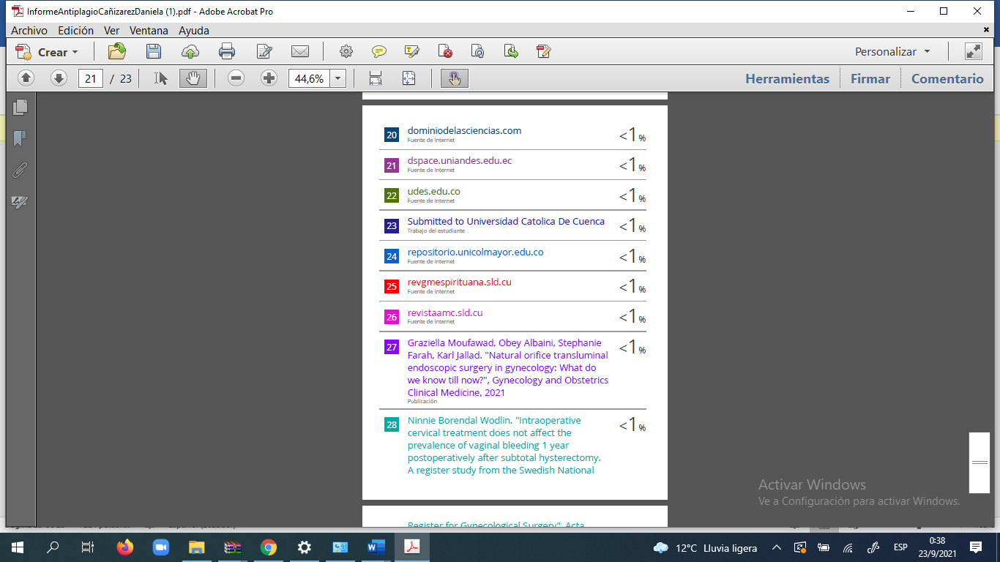 InformeAntiplagioCañizarezDaniela (1).pdf - Adobe Acrobat Pro
Archivo Edición Ver Ventana Ayuda
Crear
Personalizar
21 / 23
44,6%
Herramientas Firmar Comentario
20 dominiodelasciencias.com <1%
Fuente de Internet
21 dspace.uniandes.edu.ec <1%
Fuente de Internet
22 udes.edu.co <1%
Fuente de Internet
23 Submitted to Universidad Catolica De Cuenca <1%
Trabajo del estudiante
24 repositorio.unicolmayor.edu.co <1%
Fuente de Internet
25 revgmespirituana.sld.cu <1%
Fuente de Internet
26 revistaamc.sld.cu <1%
Fuente de Internet
27 Graziella Moufawad, Obey Albaini, Stephanie <1%
Farah, Karl Jallad. "Natural orifice transluminal
endoscopic surgery in gynecology: What do
we know till now?", Gynecology and Obstetrics
Clinical Medicine, 2021
Publicación
28 Ninnie Borendal Wodlin. "Intraoperative <1%
cervical treatment does not affect the
prevalence of vaginal bleeding 1 year
postoperatively after subtotal hysterectomy.
A register study from the Swedish National
Register for Gynecological Surgery", Acta
Activar Windows
Ve a Configuración para activar Windows.
12°C Lluvia ligera
ESP
0:38
23/9/2021